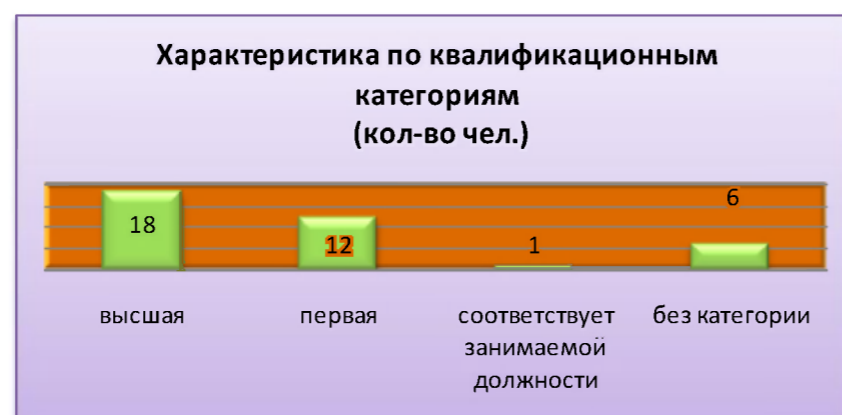 Характеристика по квалификационным
категориям
(кол-во чел.)
18
12
1
6
высшая
первая
соответствует
занимаемой
должности
без категории